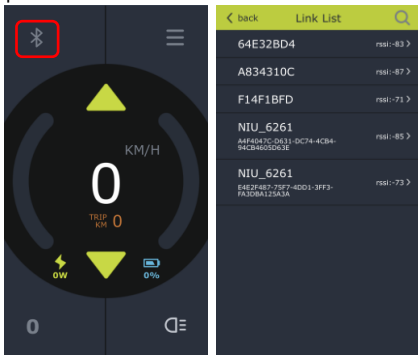 KM/H
0
TRIP
KM 0
0W
0%
0
back
Link List
64E32BD4
rssi:-83
A834310C
rssi:-87
F14F1BFD
rssi:-71
NIU_6261
A4F4047C-D631-DC74-4CB4-
94CB4605D63E
rssi:-85
NIU_6261
E4E2F487-75F7-4DD1-3FF3-
FA3DBA125A3A
rssi:-73